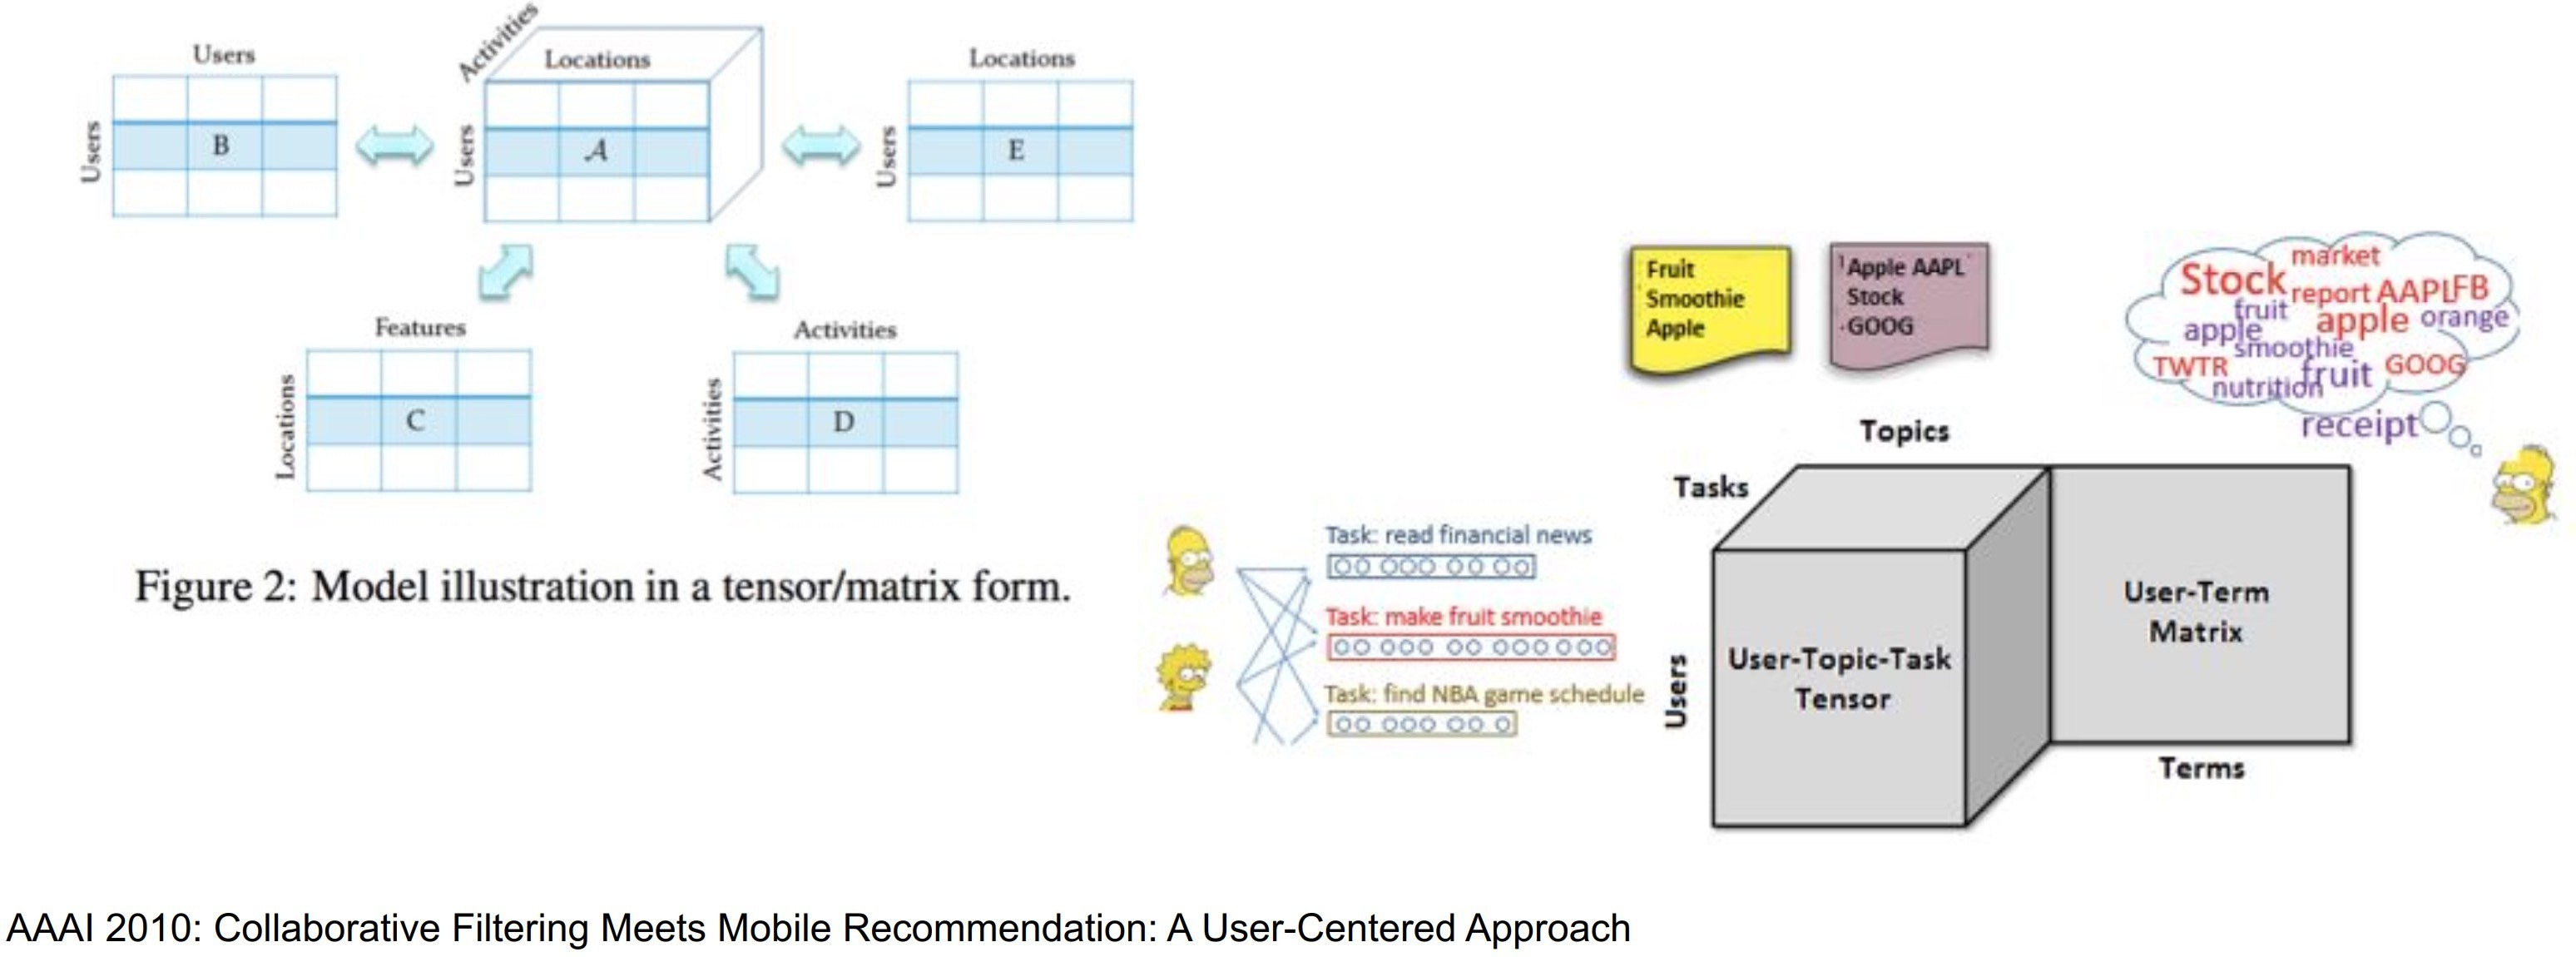 Activities
Users
Locations
Locations
Users
B
Users
A
Users
E
Features
Activities
Locations
C
Activities
D
Figure 2: Model illustration in a tensor/matrix form.
Fruit
Smoothie
Apple
Apple AAPL
Stock
GOOG
market
Stock
report AAPL FB
fruit
apple
apple
orange
smoothie
TWTR
fruit
GOOG
nutrition
receipt
Topics
Tasks
Task: read financial news
Task: make fruit smoothie
Task: find NBA game schedule
Users
User-Topic-Task
Tensor
User-Term
Matrix
Terms
AAAI 2010: Collaborative Filtering Meets Mobile Recommendation: A User-Centered Approach